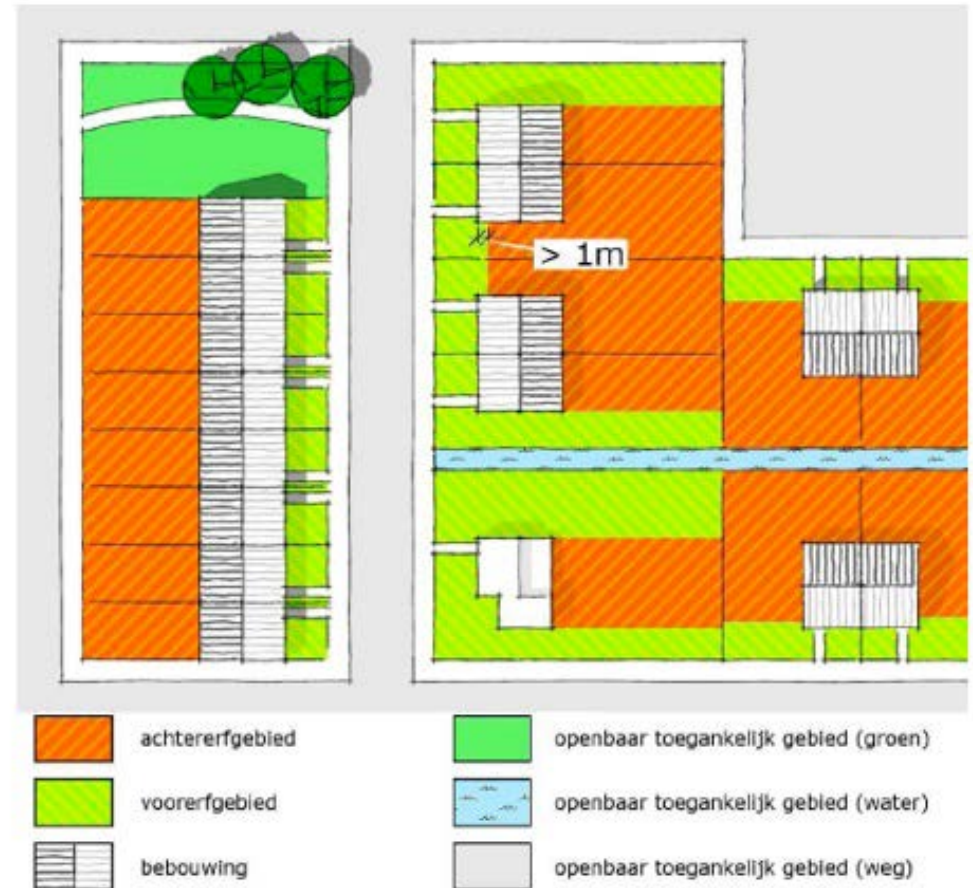 > 1m
achtererfgebied
voorerfgebied
bebouwing
openbaar toegankelijk gebied (groen)
openbaar toegankelijk gebied (water)
openbaar toegankelijk gebied (weg)